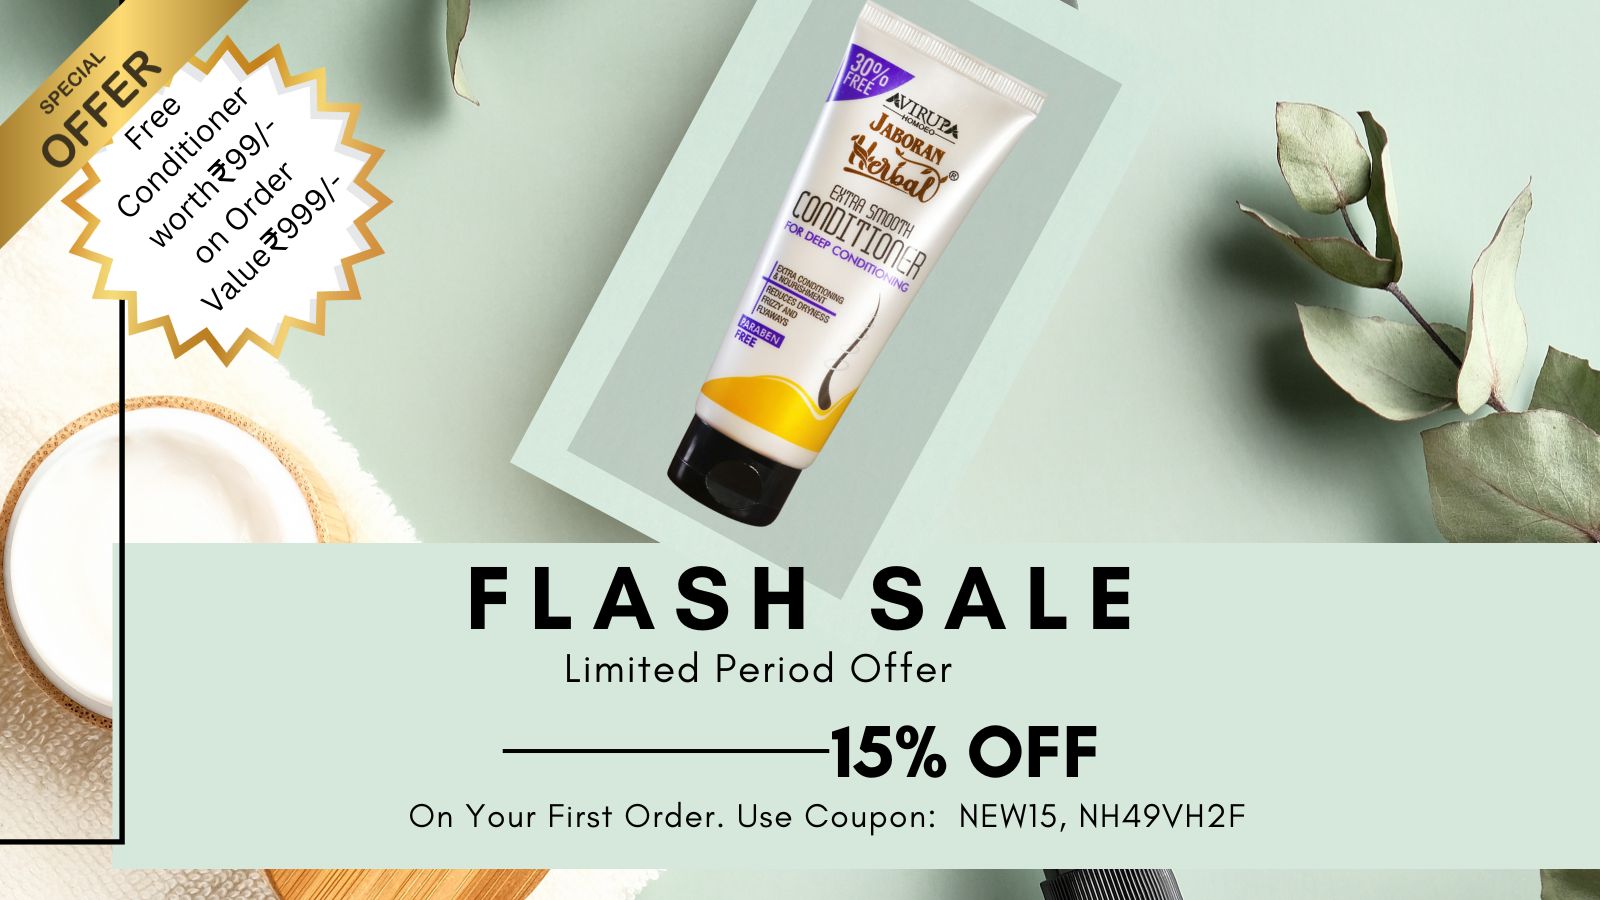 SPECIAL
OFFER
Free
Conditioner
worth₹99/-
on Order
Value₹999/-
30%
FREE
AVIRUPA
HOMOEO
JABORAN
Herbal®
EXTRA SMOOTH
CONDITIONER
FOR DEEP CONDITIONING
EXTRA CONDITIONING
& NOURISHMENT
REDUCES DRYNESS
FRIZZY AND
FLYAWAYS
PARABEN
FREE
FLASH SALE
Limited Period Offer
15% OFF
On Your First Order. Use Coupon: NEW15, NH49VH2F